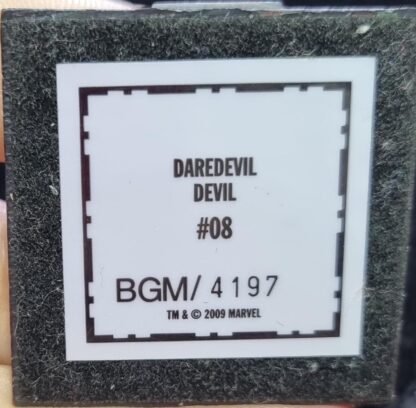 DAREDEVIL
DEVIL
#08
BGM/ 4197
TM & © 2009 MARVEL